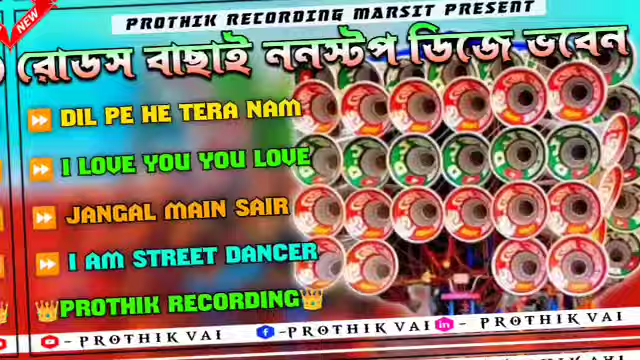 NEW
PROTHIK RECORDING MARSIT PRESENT
রোডস বাছাই ননস্টপ ডিজে ভবেন
DIL PE HE TERA NAM
I LOVE YOU YOU LOVE
JANGAL MAIN SAIR
I AM STREET DANCER
PROTHIK RECORDING
- PROTHIK VAI f -PROTHIK VAI in - PROTHIK VAI